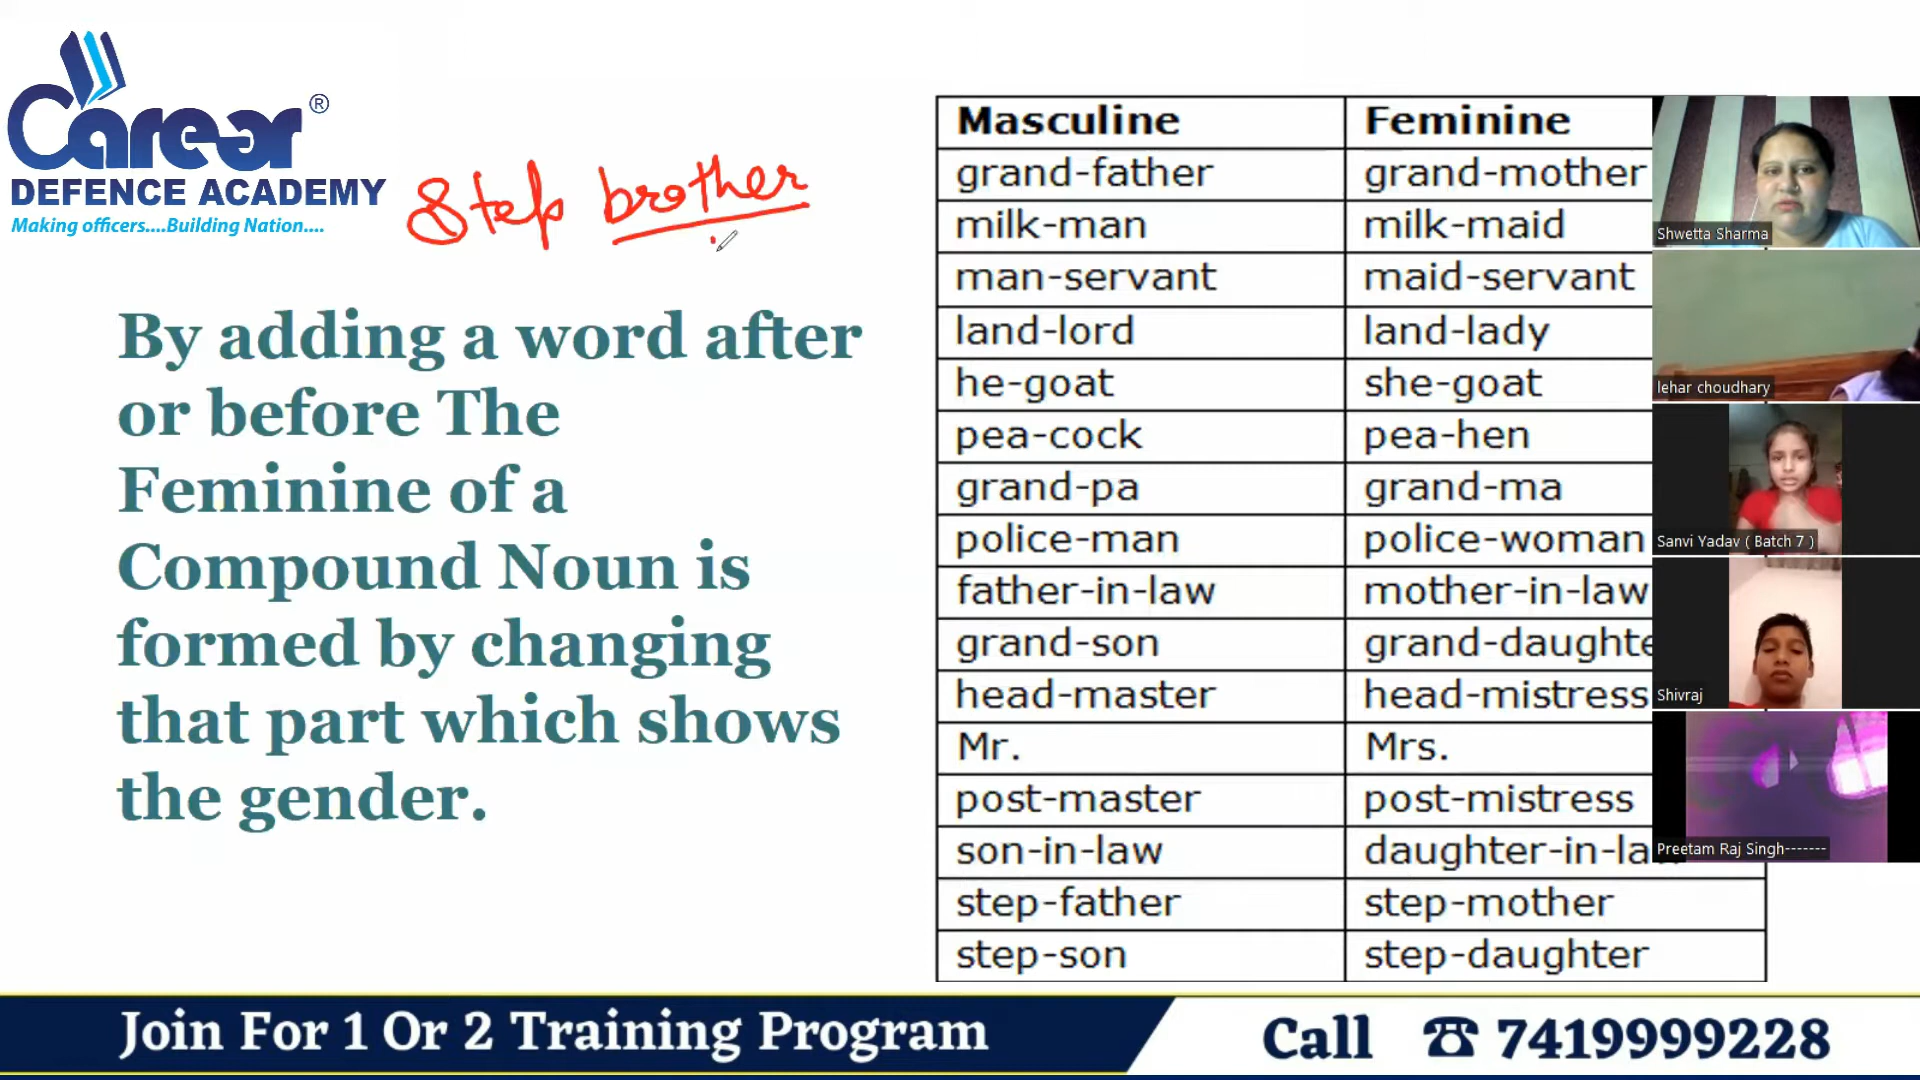 Career ®
DEFENCE ACADEMY
Making officers....Building Nation....
Step brother
By adding a word after
or before The
Feminine of a
Compound Noun is
formed by changing
that part which shows
the gender.
Masculine Feminine
grand-father grand-mother
milk-man milk-maid
man-servant maid-servant
land-lord land-lady
he-goat she-goat
pea-cock pea-hen
grand-pa grand-ma
police-man police-woman
father-in-law mother-in-law
grand-son grand-daughte
head-master head-mistress
Mr. Mrs.
post-master post-mistress
son-in-law daughter-in-la
step-father step-mother
step-son step-daughter
Shwetta Sharma
lehar choudhary
Sanvi Yadav ( Batch 7 )
Shivraj
Preetam Raj Singh-------
Join For 1 Or 2 Training Program
Call ☎ 7419999228